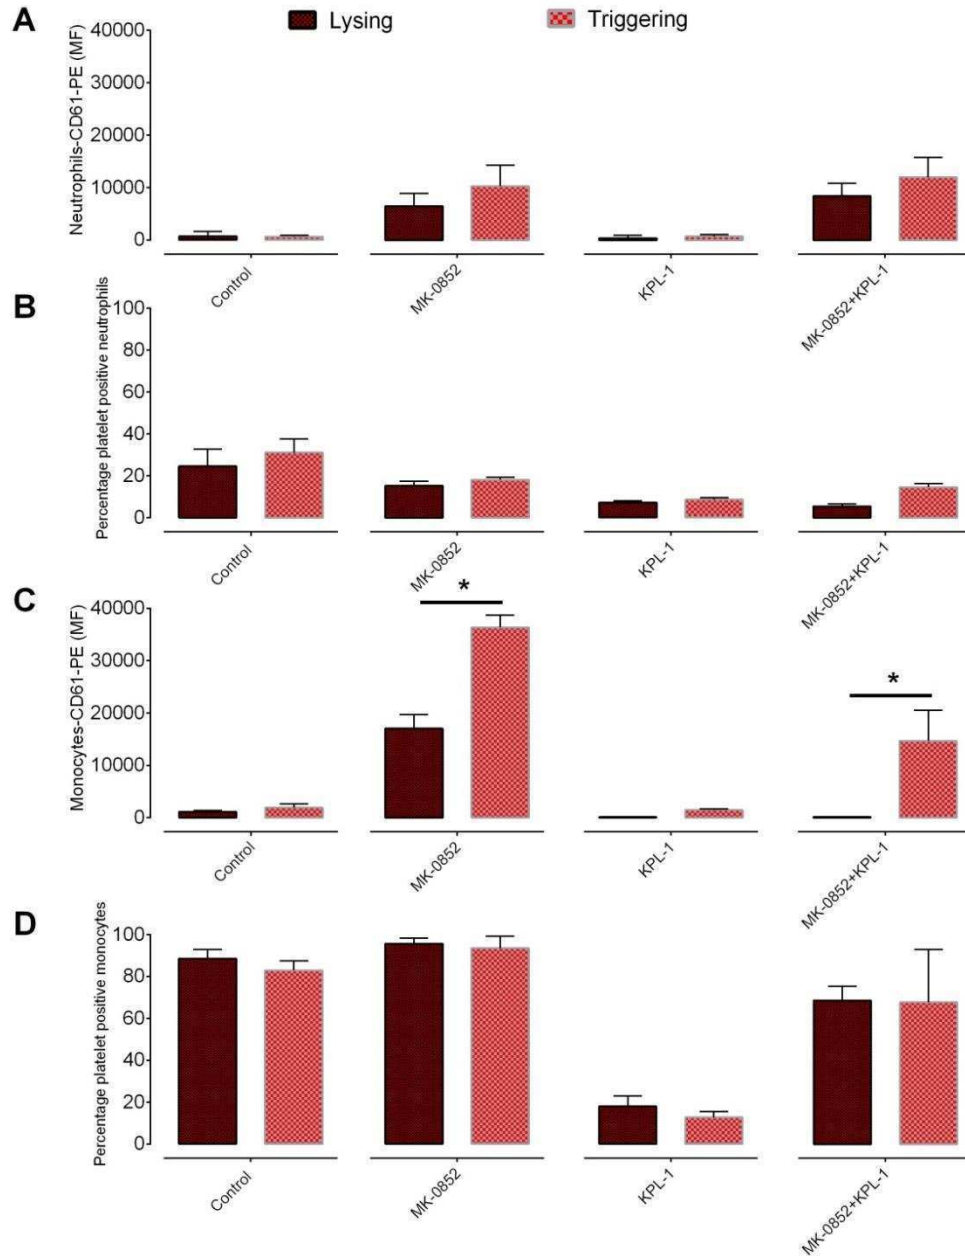 A
Lysing
Triggering
Neutrophils-CD61-PE (MF)
40000
30000
20000
10000
0
Control
MK-0852
KPL-1
MK-0852+KPL-1
B
Percentage platelet positive neutrophils
100
80
60
40
20
0
Control
MK-0852
KPL-1
MK-0852+KPL-1
C
Monocytes-CD61-PE (MF)
40000
30000
20000
10000
0
*
*
Control
MK-0852
KPL-1
MK-0852+KPL-1
D
Percentage platelet positive monocytes
100
80
60
40
20
0
Control
MK-0852
KPL-1
MK-0852+KPL-1